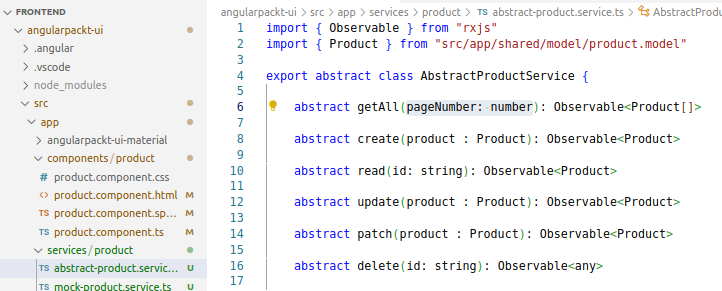 FRONTEND
angularpackt-ui
.angular
.vscode
node_modules
src
app
angularpackt-ui-material
components/product
product.component.css
product.component.html M
product.component.sp... M
product.component.ts M
services/product
TS abstract-product.servic... U
TS mock-product.service.ts U
angularpackt-ui > src > app > services > product > TS abstract-product.service.ts > AbstractProd
1 import { Observable } from "rxjs"
2 import { Product } from "src/app/shared/model/product.model"
3
4 export abstract class AbstractProductService {
5
6 abstract getAll(pageNumber: number): Observable<Product[]>
7
8 abstract create(product : Product): Observable<Product>
9
10 abstract read(id: string): Observable<Product>
11
12 abstract update(product : Product): Observable<Product>
13
14 abstract patch(product : Product): Observable<Product>
15
16 abstract delete(id: string): Observable<any>
17